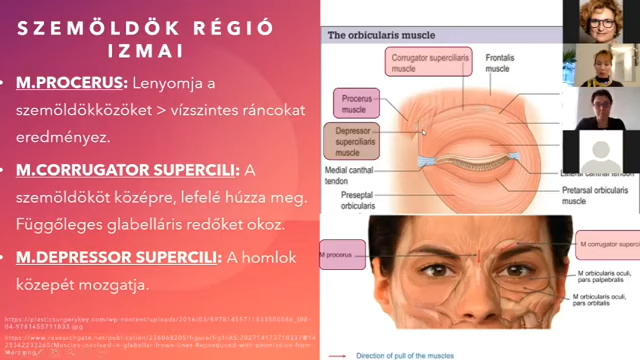 SZEMÖLDÖK RÉGIÓ
IZMAI
• M.PROCERUS: Lenyomja a
szemöldökközöket > vízszintes ráncokat
eredményez.
• M.CORRUGATOR SUPERCILI: A
szemöldököt középre, lefelé húzza meg.
Függőleges glabelláris redőket okoz.
• M.DEPRESSOR SUPERCILI: A homlok
közepét mozgatja.
The orbicularis muscle
Corrugator superciliaris
muscle
Frontalis
muscle
Procerus
muscle
Depressor
superciliaris
muscle
Medial canthal
tendon
Preseptal
orbicularis
Lateral canthal tendon
Pretarsal orbicularis
muscle
M procerus
M corrugator
M orbicularis oculi,
pars palpebralis
M orbicularis oculi,
pars orbitalis
Direction of pull of the muscles